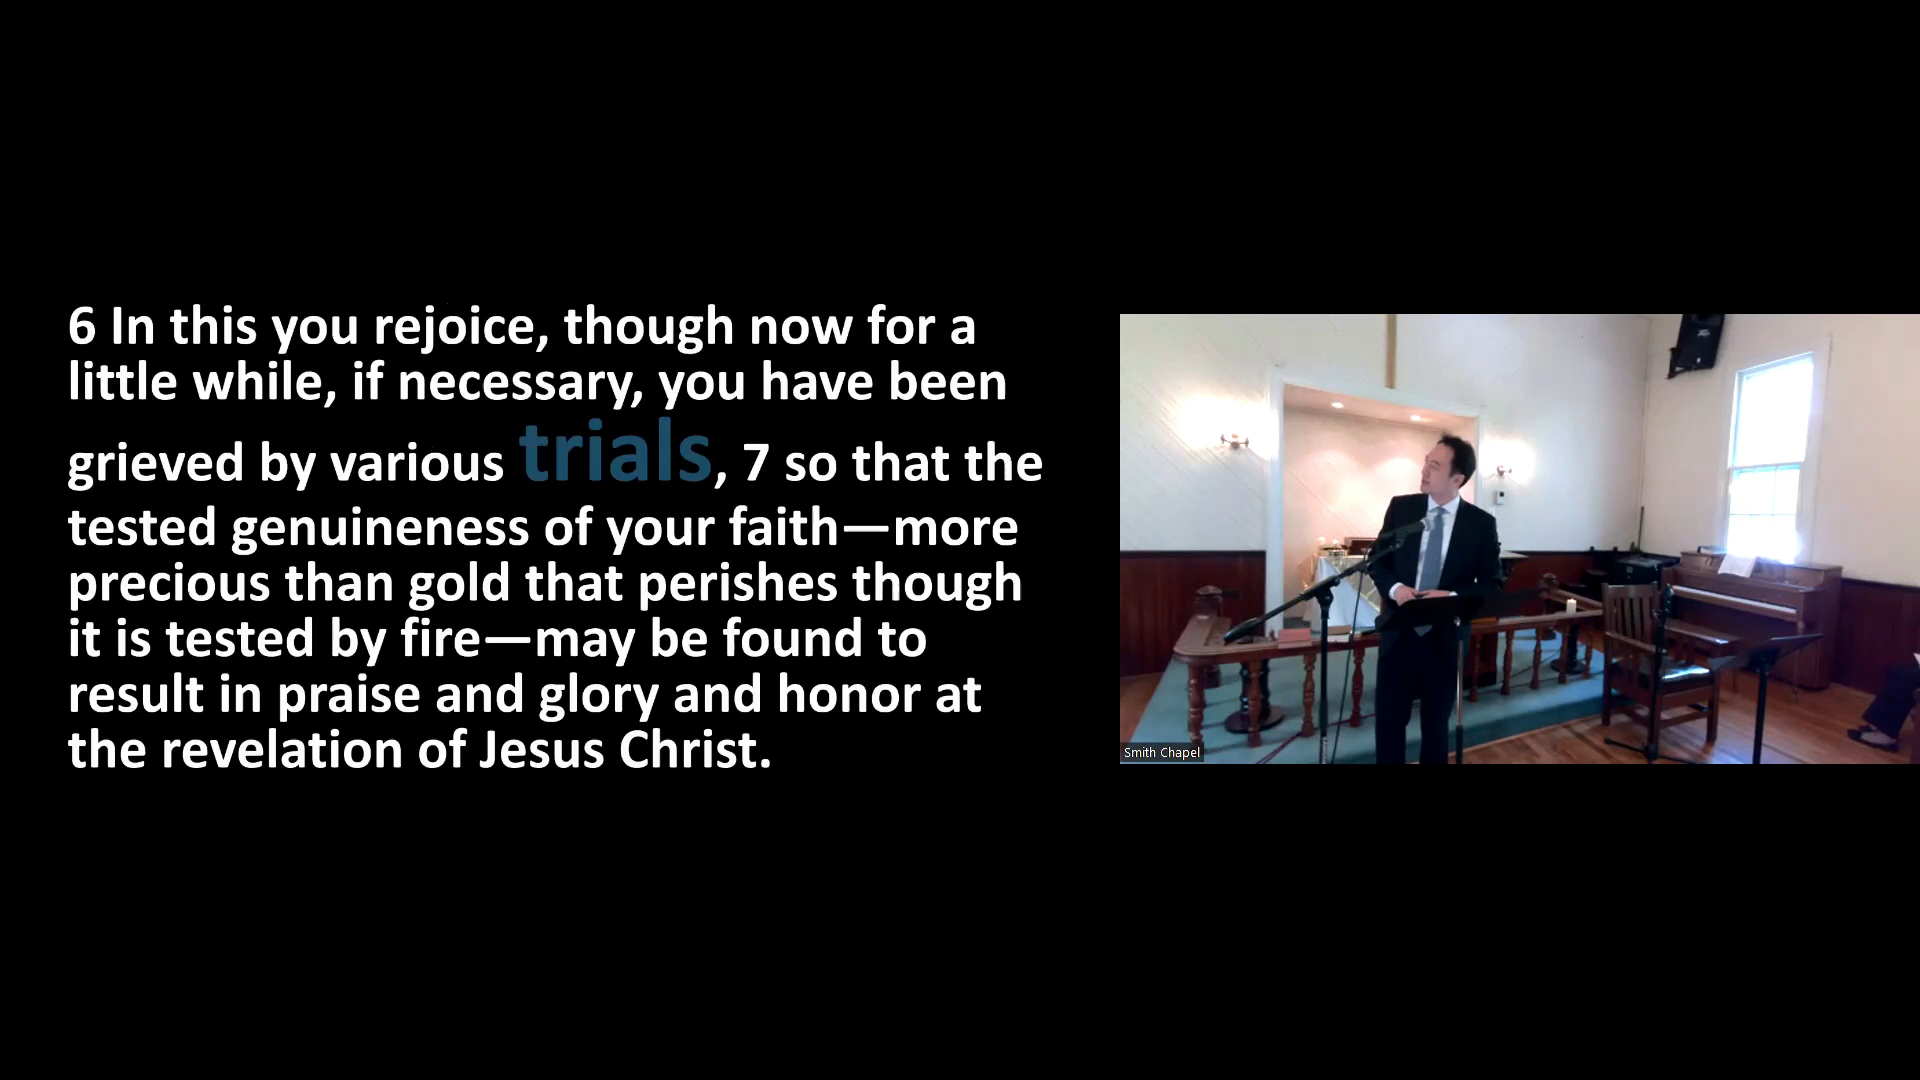 6 In this you rejoice, though now for a
little while, if necessary, you have been
grieved by various trials, 7 so that the
tested genuineness of your faith—more
precious than gold that perishes though
it is tested by fire—may be found to
result in praise and glory and honor at
the revelation of Jesus Christ.
Smith Chapel